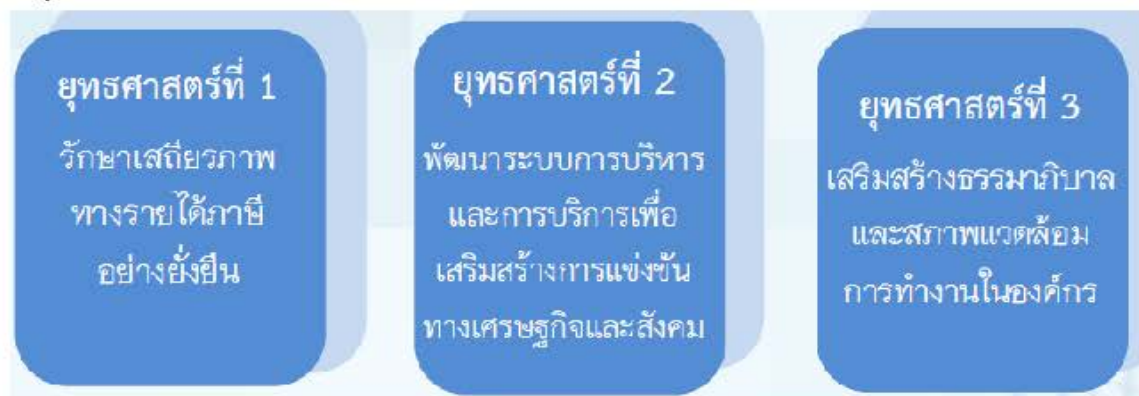 ยุทธศาสตร์ที่ 1
รักษาเสถียรภาพ
ทางรายได้ภาษี
อย่างยั่งยืน
ยุทธศาสตร์ที่ 2
พัฒนาระบบการบริหาร
และการบริการเพื่อ
เสริมสร้างการแข่งขัน
ทางเศรษฐกิจและสังคม
ยุทธศาสตร์ที่ 3
เสริมสร้างธรรมาภิบาล
และสภาพแวดล้อม
การทำงานในองค์กร